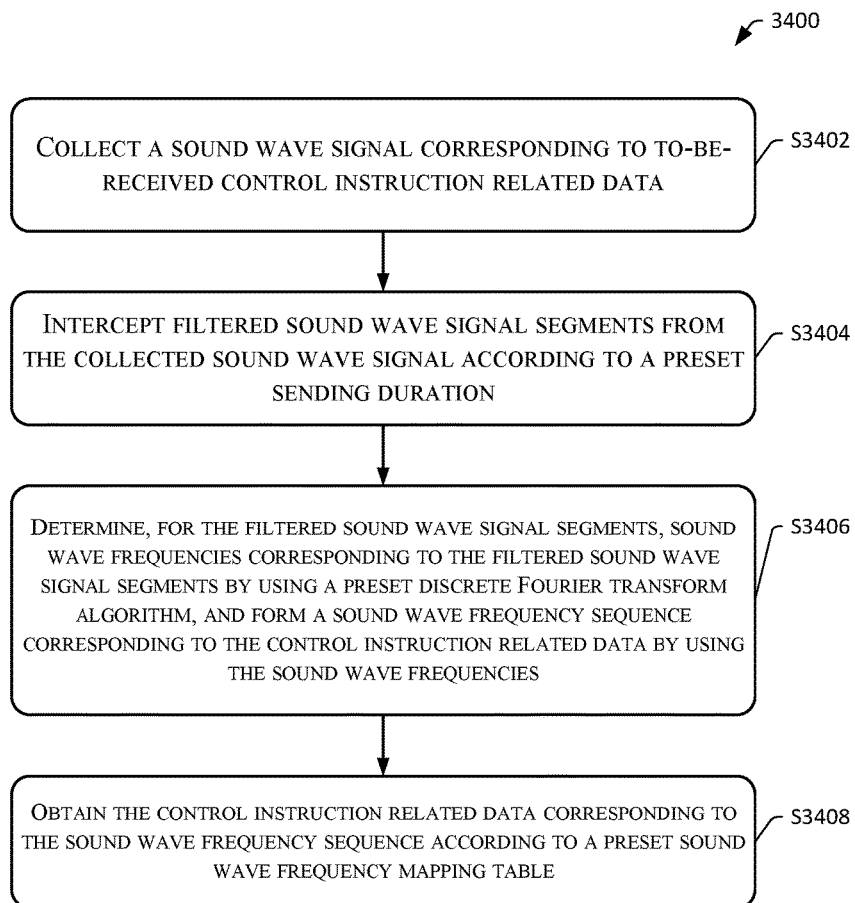 3400
COLLECT A SOUND WAVE SIGNAL CORRESPONDING TO TO-BE-
RECEIVED CONTROL INSTRUCTION RELATED DATA
S3402
INTERCEPT FILTERED SOUND WAVE SIGNAL SEGMENTS FROM
THE COLLECTED SOUND WAVE SIGNAL ACCORDING TO A PRESET
SENDING DURATION
S3404
DETERMINE, FOR THE FILTERED SOUND WAVE SIGNAL SEGMENTS, SOUND
WAVE FREQUENCIES CORRESPONDING TO THE FILTERED SOUND WAVE
SIGNAL SEGMENTS BY USING A PRESET DISCRETE FOURIER TRANSFORM
ALGORITHM, AND FORM A SOUND WAVE FREQUENCY SEQUENCE
CORRESPONDING TO THE CONTROL INSTRUCTION RELATED DATA BY USING
THE SOUND WAVE FREQUENCIES
S3406
OBTAIN THE CONTROL INSTRUCTION RELATED DATA CORRESPONDING TO
THE SOUND WAVE FREQUENCY SEQUENCE ACCORDING TO A PRESET SOUND
WAVE FREQUENCY MAPPING TABLE
S3408